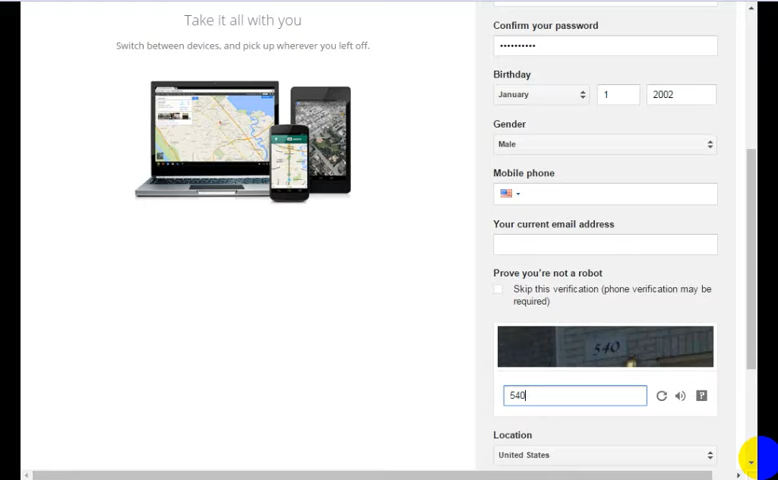 Take it all with you
Switch between devices, and pick up wherever you left off.
Confirm your password
••••••••••
Birthday
January 1 2002
Gender
Male
Mobile phone
Your current email address
Prove you're not a robot
Skip this verification (phone verification may be
required)
540
540
Location
United States